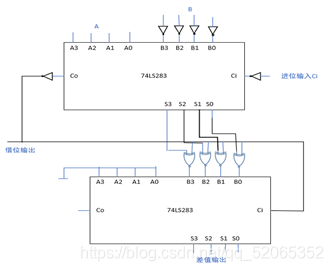 A
B
A3 A2 A1 A0 B3 B2 B1 B0
Co 74LS283 Ci
进位输入Ci
S3 S2 S1 S0
借位输出
A3 A2 A1 A0 B3 B2 B1 B0
Co 74LS283 Ci
S3 S2 S1 S0
差值输出
https://blog.csdn.net/qq_52065352